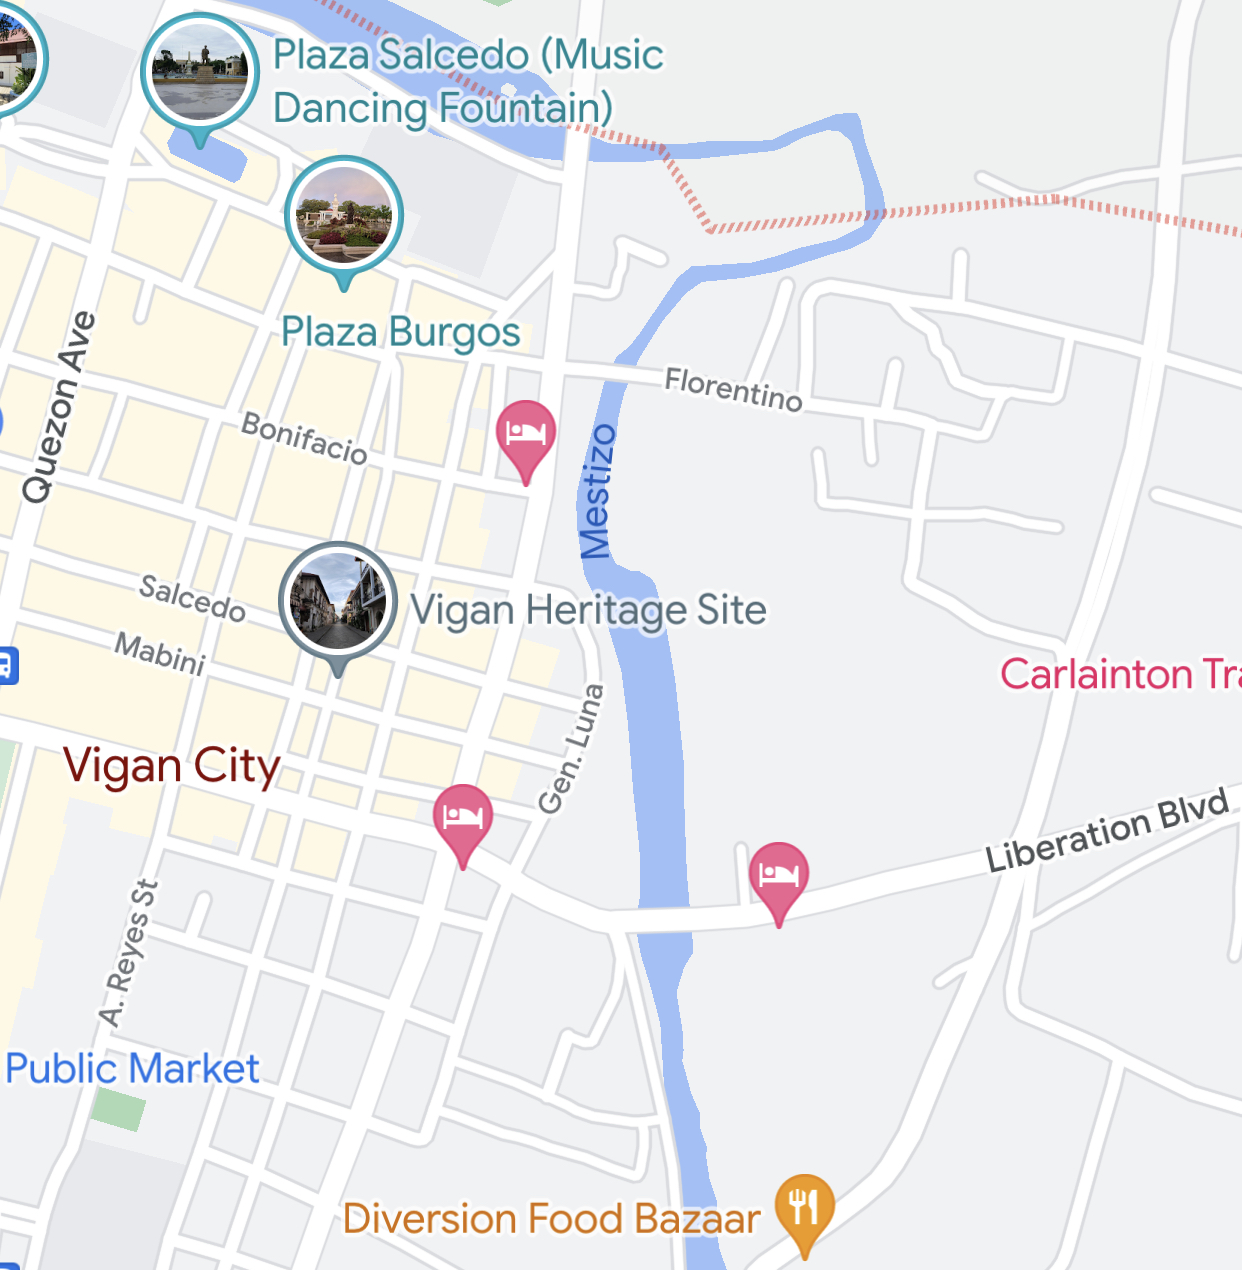 Plaza Salcedo (Music
Dancing Fountain)
Plaza Burgos
Quezon Ave
Florentino
Bonifacio
Mestizo
Salcedo
Vigan Heritage Site
Mabini
Carlainton Tra
Gen. Luna
Vigan City
Liberation Blvd
A. Reyes St
Public Market
Diversion Food Bazaar